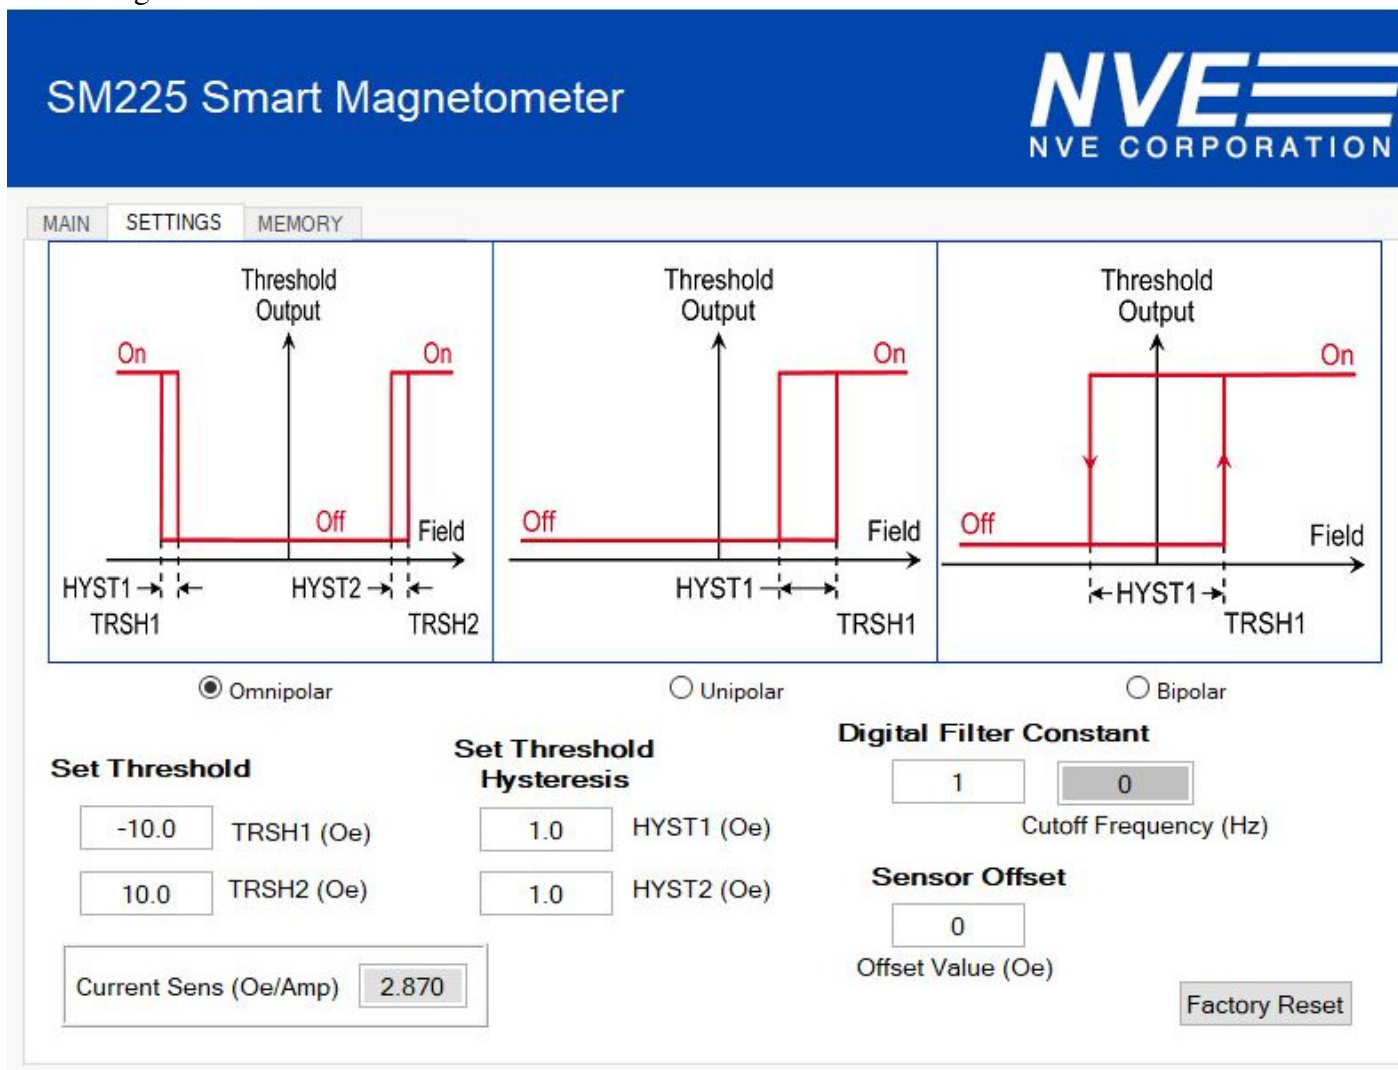 SM225 Smart Magnetometer
NVE
NVE CORPORATION
MAIN
SETTINGS
MEMORY
Threshold
Output
On
On
Off
Field
HYST1
HYST2
TRSH1
TRSH2
Threshold
Output
On
Off
Field
HYST1
TRSH1
Threshold
Output
On
Off
Field
HYST1
TRSH1
Omnipolar
Unipolar
Bipolar
Set Threshold
-10.0 TRSH1 (Oe)
10.0 TRSH2 (Oe)
Current Sens (Oe/Amp) 2.870
Set Threshold
Hysteresis
1.0 HYST1 (Oe)
1.0 HYST2 (Oe)
Digital Filter Constant
1 0
Cutoff Frequency (Hz)
Sensor Offset
0
Offset Value (Oe)
Factory Reset